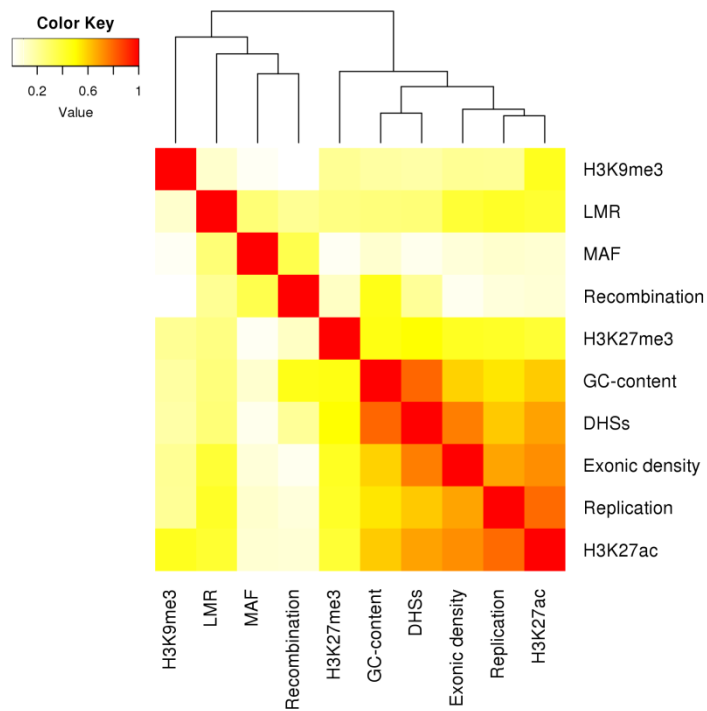 Color Key
0.2 0.6 1
Value
H3K9me3
LMR
MAF
Recombination
H3K27me3
GC-content
DHSs
Exonic density
Replication
H3K27ac
H3K9me3
LMR
MAF
Recombination
H3K27me3
GC-content
DHSs
Exonic density
Replication
H3K27ac